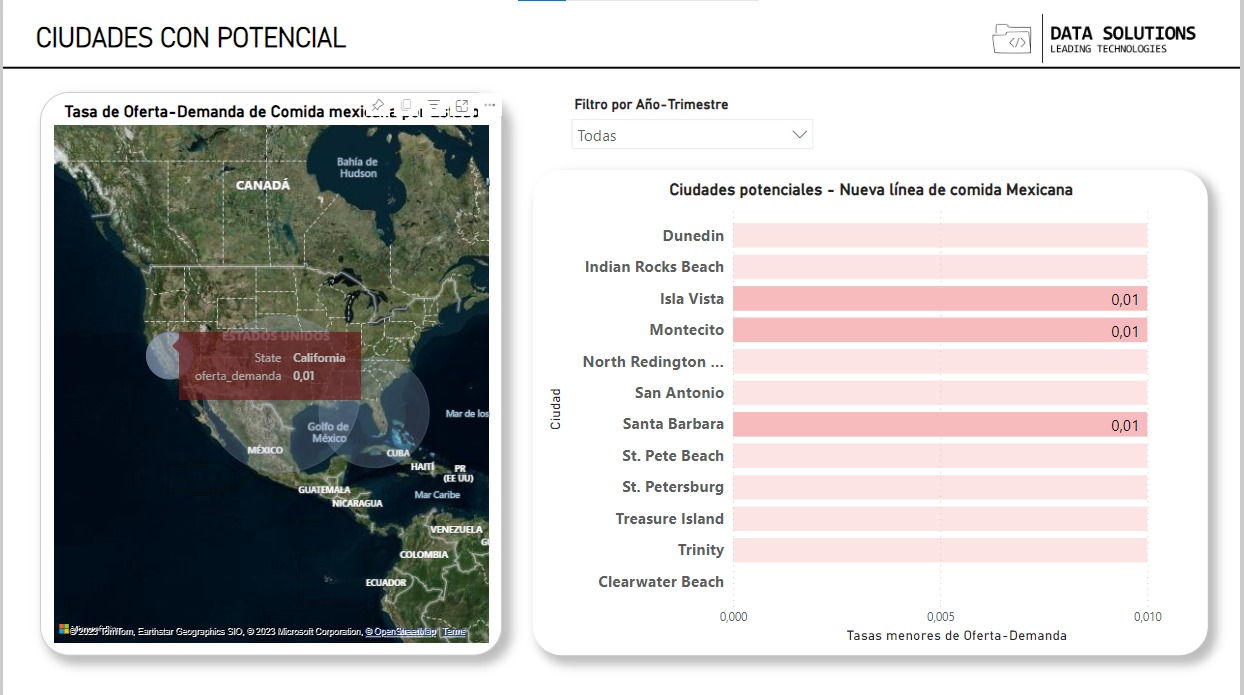 CIUDADES CON POTENCIAL
</>
DATA SOLUTIONS
LEADING TECHNOLOGIES
Tasa de Oferta-Demanda de Comida mexicana por Estado
Bahía de
Hudson
CANADÁ
ESTADOS UNIDOS
State California
oferta_demanda 0,01
Mar de los
Golfo de
México
MÉXICO
CUBA
HAITÍ
PR
(EE UU)
GUATEMALA
Mar Caribe
NICARAGUA
VENEZUELA
COLOMBIA
ECUADOR
© 2023 TomTom, Earthstar Geographics SIO, © 2023 Microsoft Corporation, © OpenStreetMap Terms
Filtro por Año-Trimestre
Todas
Ciudades potenciales - Nueva línea de comida Mexicana
Ciudad
Dunedin
Indian Rocks Beach
Isla Vista 0,01
Montecito 0,01
North Redington ...
San Antonio
Santa Barbara 0,01
St. Pete Beach
St. Petersburg
Treasure Island
Trinity
Clearwater Beach
0,000 0,005 0,010
Tasas menores de Oferta-Demanda